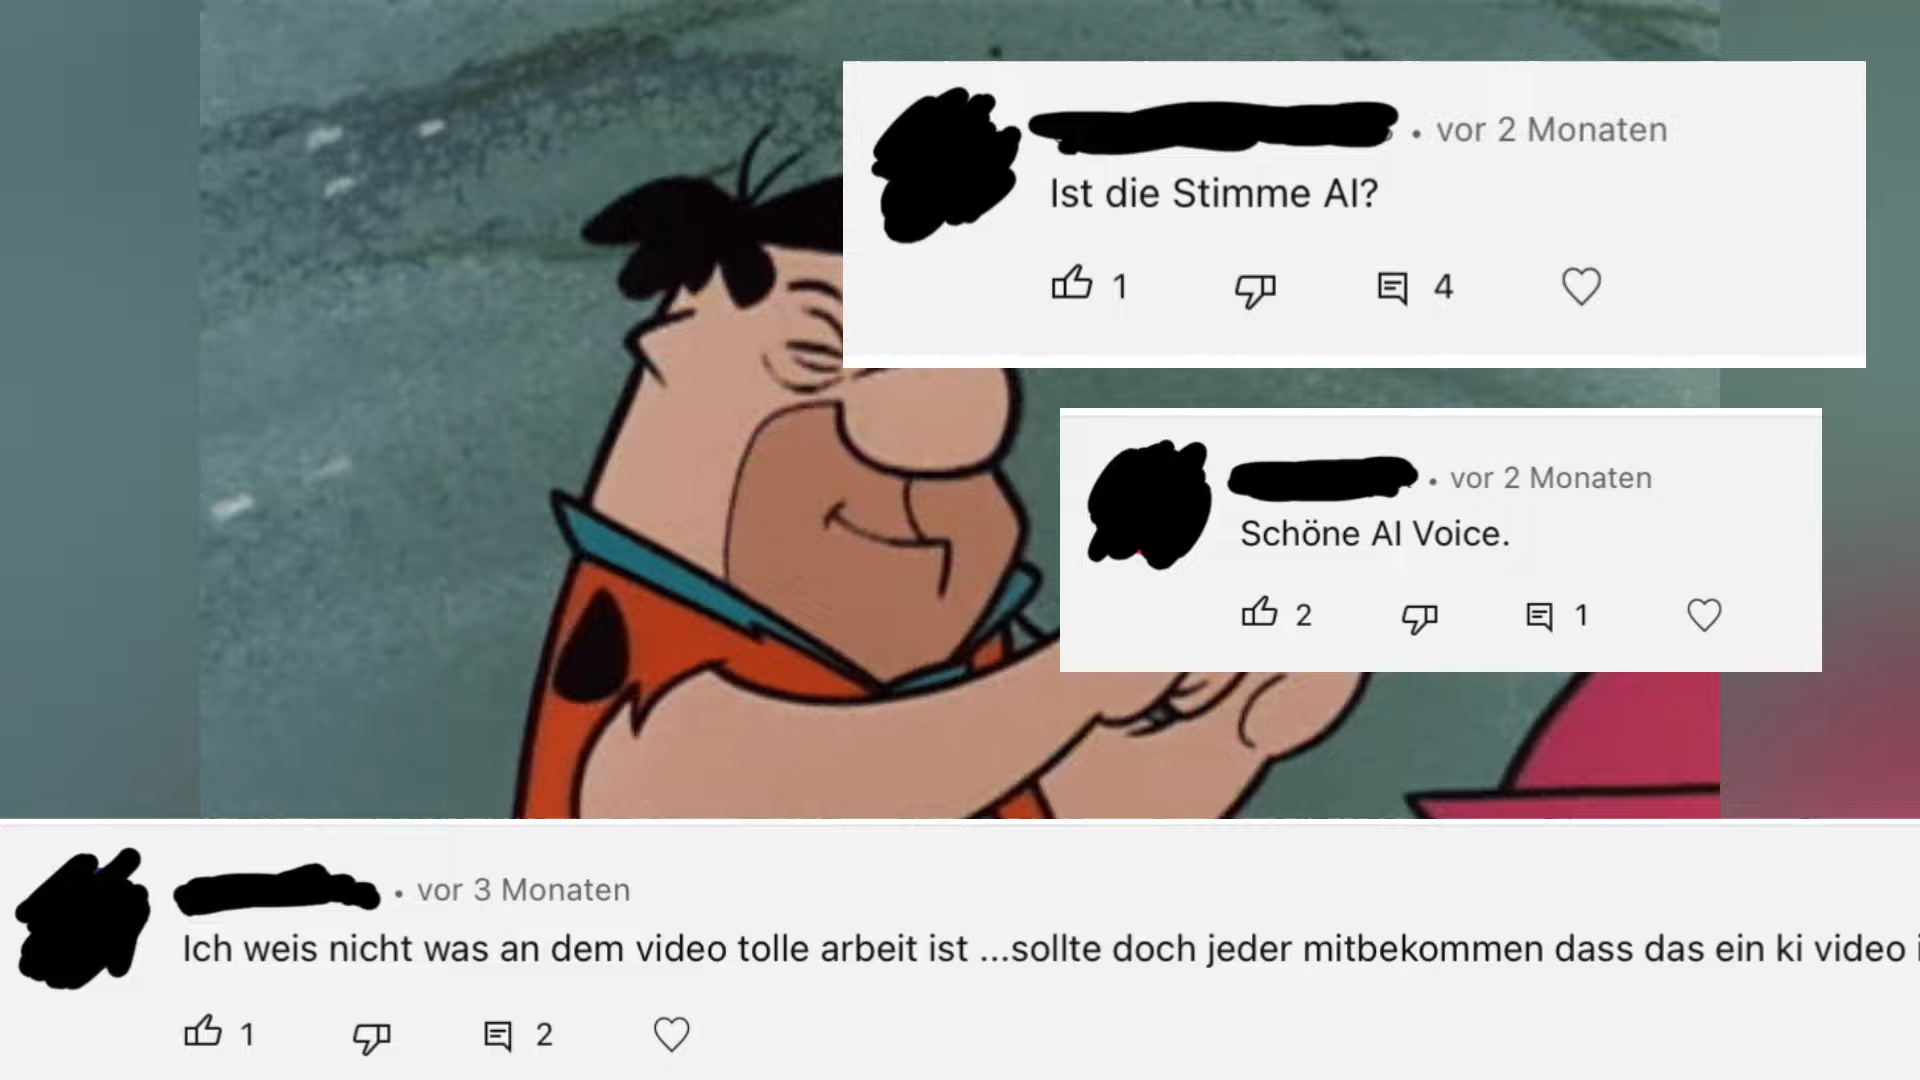 • vor 2 Monaten
Ist die Stimme AI?
1 4
• vor 2 Monaten
Schöne AI Voice.
2 1
• vor 3 Monaten
Ich weis nicht was an dem video tolle arbeit ist ...sollte doch jeder mitbekommen dass das ein ki video
1 2